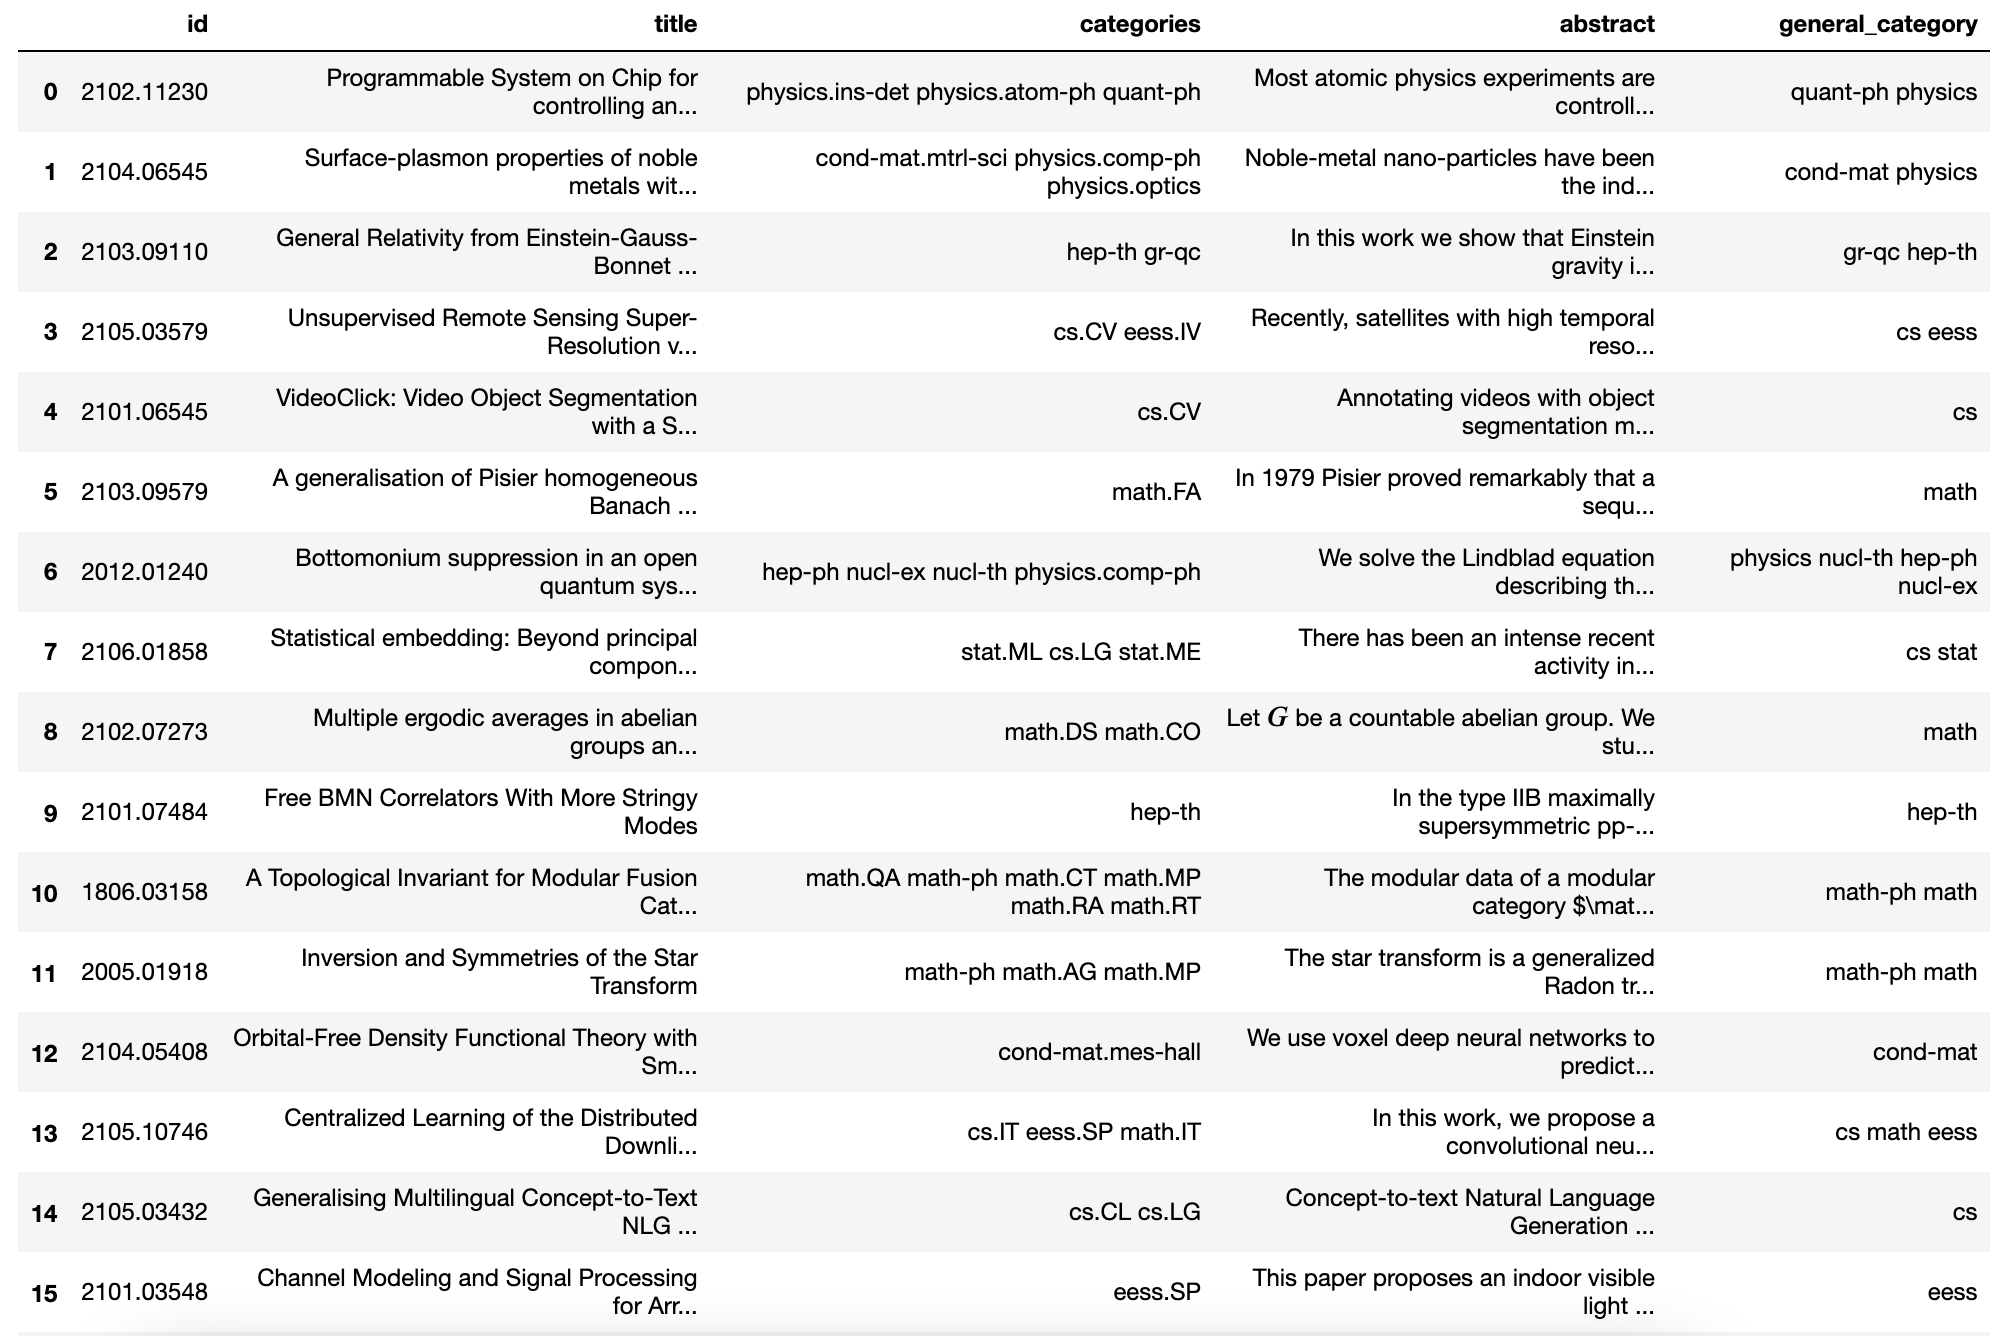 id title categories abstract general_category
0 2102.11230 Programmable System on Chip for controlling an... physics.ins-det physics.atom-ph quant-ph Most atomic physics experiments are controll... quant-ph physics
1 2104.06545 Surface-plasmon properties of noble metals wit... cond-mat.mtrl-sci physics.comp-ph physics.optics Noble-metal nano-particles have been the ind... cond-mat physics
2 2103.09110 General Relativity from Einstein-Gauss-Bonnet ... hep-th gr-qc In this work we show that Einstein gravity i... gr-qc hep-th
3 2105.03579 Unsupervised Remote Sensing Super-Resolution v... cs.CV eess.IV Recently, satellites with high temporal reso... cs eess
4 2101.06545 VideoClick: Video Object Segmentation with a S... cs.CV Annotating videos with object segmentation m... cs
5 2103.09579 A generalisation of Pisier homogeneous Banach ... math.FA In 1979 Pisier proved remarkably that a sequ... math
6 2012.01240 Bottomonium suppression in an open quantum sys... hep-ph nucl-ex nucl-th physics.comp-ph We solve the Lindblad equation describing th... physics nucl-th hep-ph nucl-ex
7 2106.01858 Statistical embedding: Beyond principal compon... stat.ML cs.LG stat.ME There has been an intense recent activity in... cs stat
8 2102.07273 Multiple ergodic averages in abelian groups an... math.DS math.CO Let G be a countable abelian group. We stu... math
9 2101.07484 Free BMN Correlators With More Stringy Modes hep-th In the type IIB maximally supersymmetric pp-... hep-th
10 1806.03158 A Topological Invariant for Modular Fusion Cat... math.QA math-ph math.CT math.MP math.RA math.RT The modular data of a modular category $\mat... math-ph math
11 2005.01918 Inversion and Symmetries of the Star Transform math-ph math.AG math.MP The star transform is a generalized Radon tr... math-ph math
12 2104.05408 Orbital-Free Density Functional Theory with Sm... cond-mat.mes-hall We use voxel deep neural networks to predict... cond-mat
13 2105.10746 Centralized Learning of the Distributed Downli... cs.IT eess.SP math.IT In this work, we propose a convolutional neu... cs math eess
14 2105.03432 Generalising Multilingual Concept-to-Text NLG ... cs.CL cs.LG Concept-to-text Natural Language Generation ... cs
15 2101.03548 Channel Modeling and Signal Processing for Arr... eess.SP This paper proposes an indoor visible light ... eess